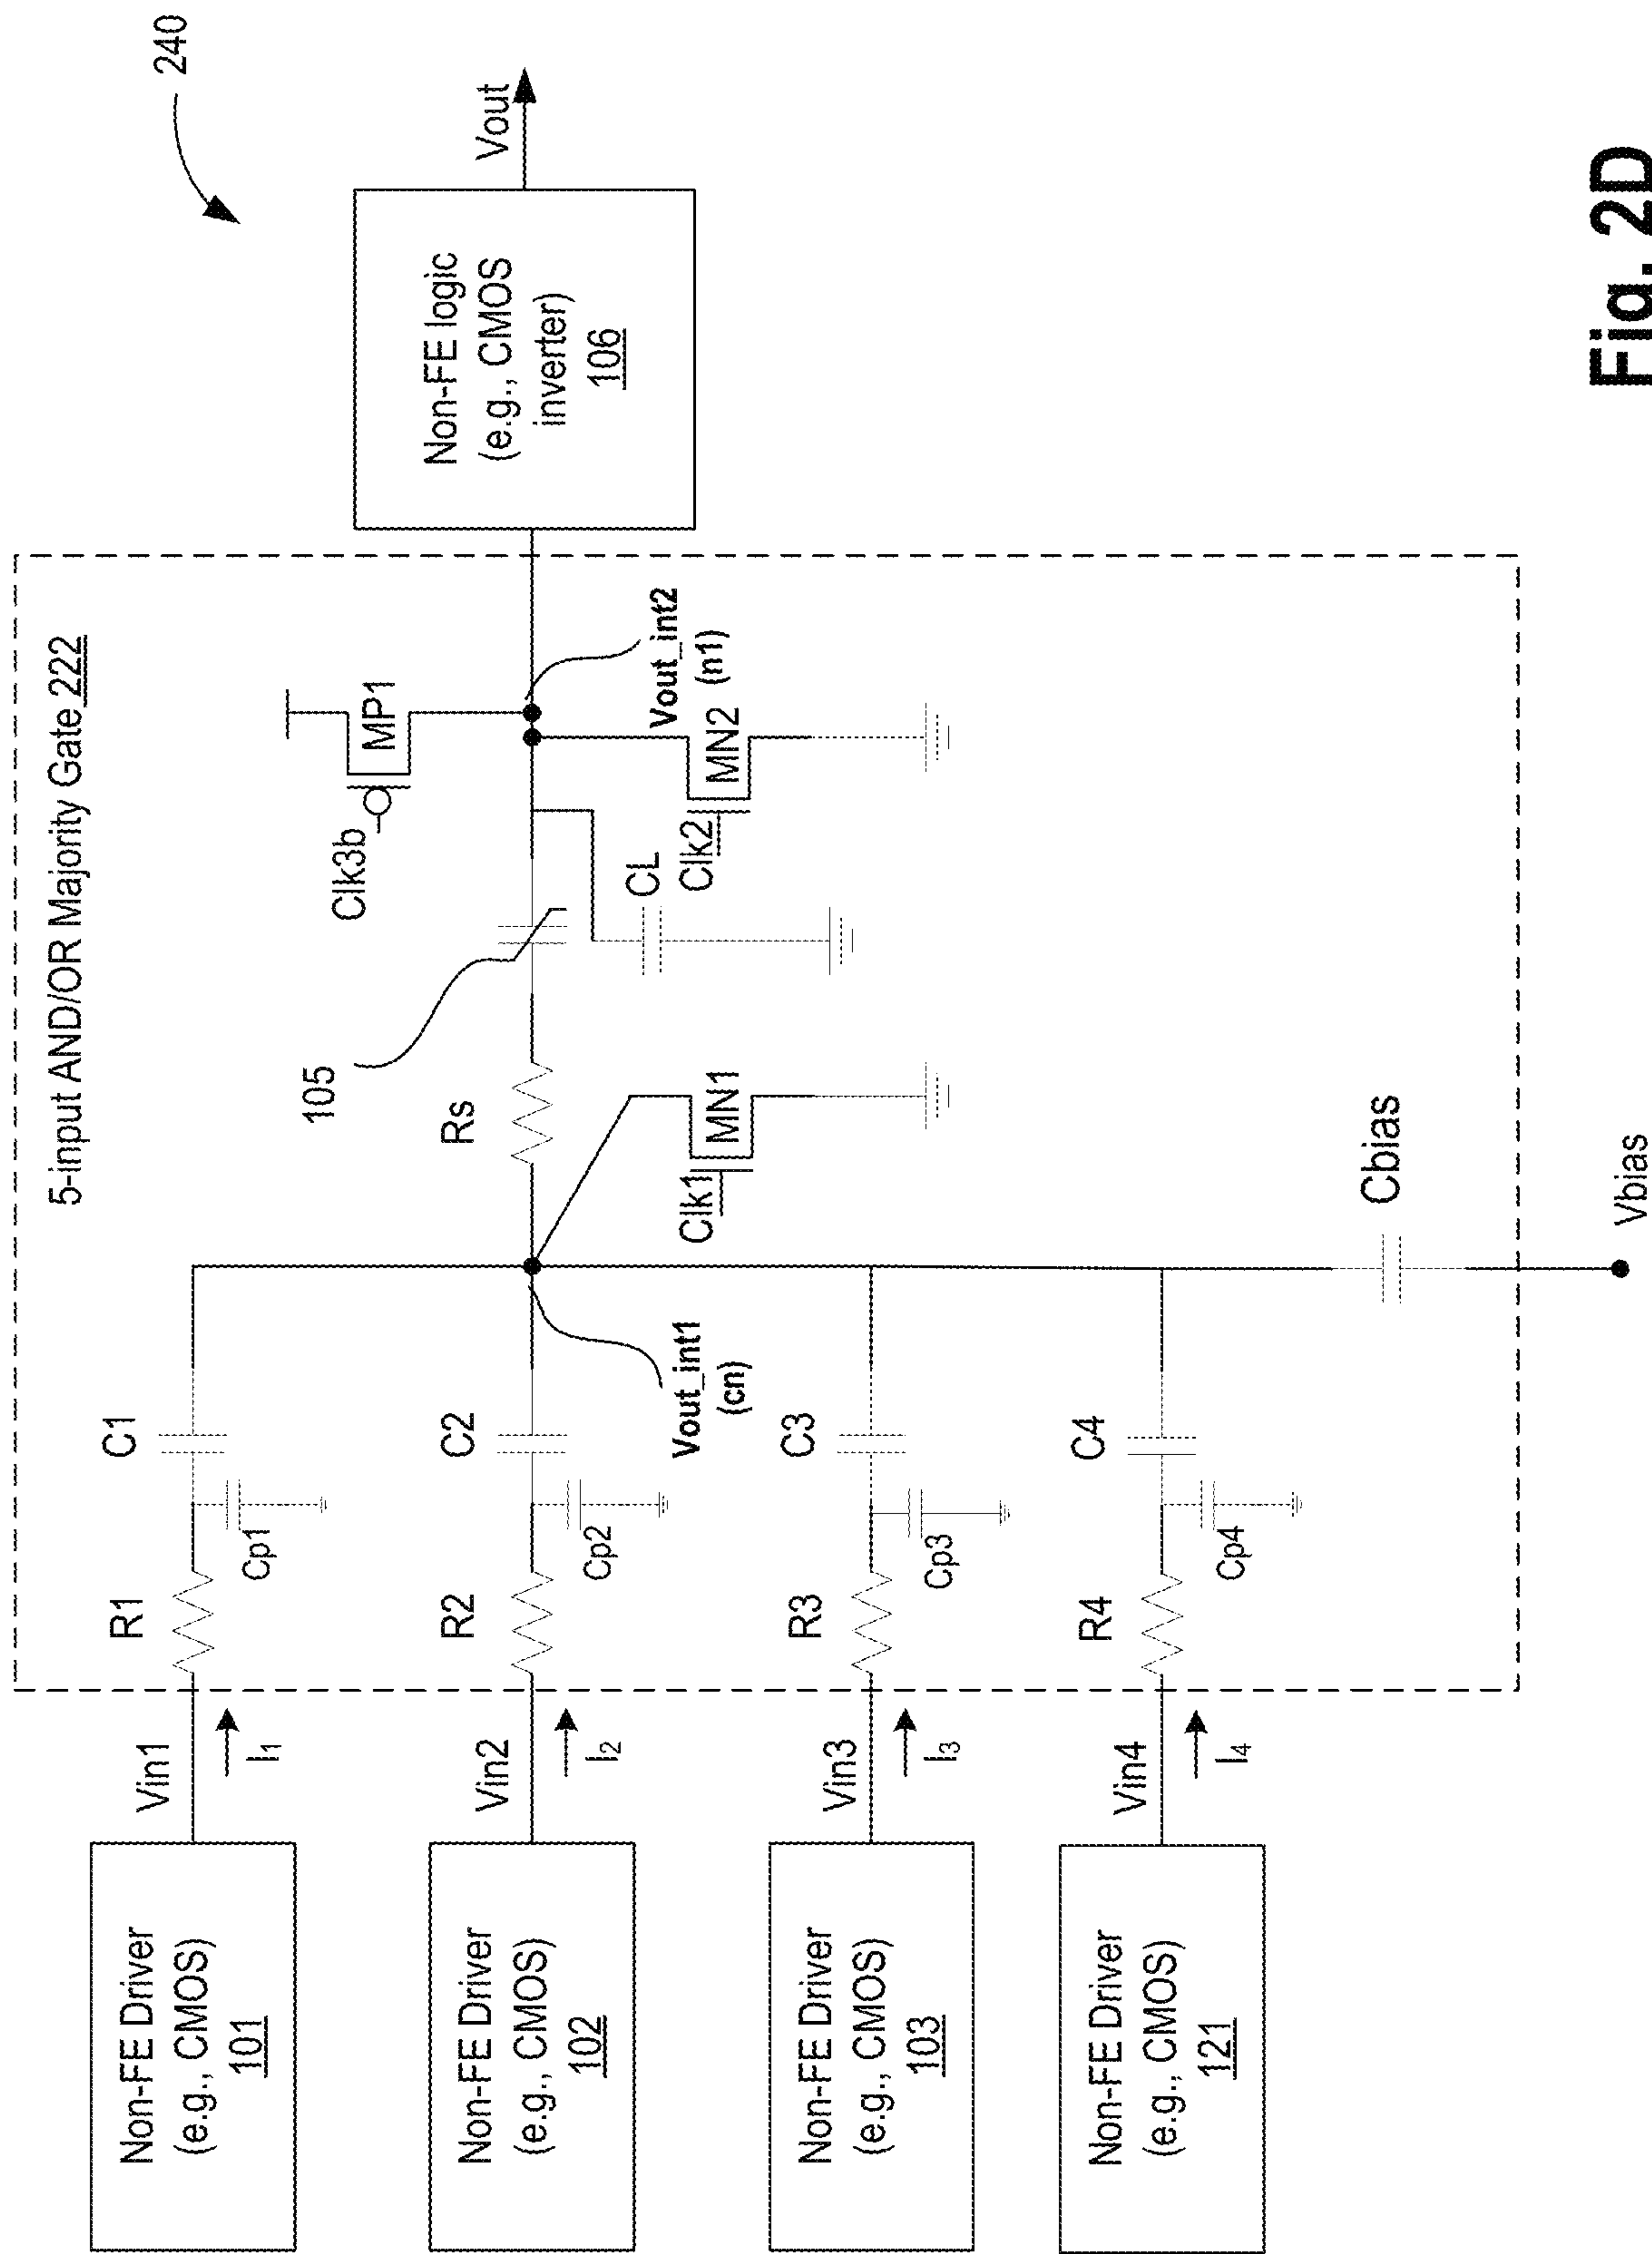 240
5-input AND/OR Majority Gate 222
Non-FE Driver
(e.g., CMOS)
101
Vin1
I1
R1
Cp1
C1
Non-FE Driver
(e.g., CMOS)
102
Vin2
I2
R2
Cp2
C2
Vout_int1
(cn)
Rs
105
Clk1
MN1
CL
Clk3b
MP1
Clk2
MN2
Vout_int2
(n1)
Non-FE logic
(e.g., CMOS
inverter)
106
Vout
Non-FE Driver
(e.g., CMOS)
103
Vin3
I3
R3
Cp3
C3
Non-FE Driver
(e.g., CMOS)
121
Vin4
I4
R4
Cp4
C4
Cbias
Vbias
Fig. 2D